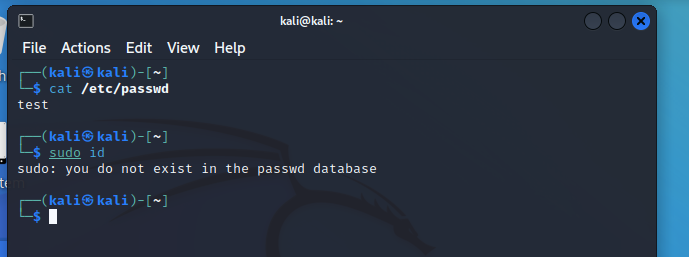 kali@kali: ~
File Actions Edit View Help
┌──(kali㉿kali)-[~]
└─$ cat /etc/passwd
test
┌──(kali㉿kali)-[~]
└─$ sudo id
sudo: you do not exist in the passwd database
┌──(kali㉿kali)-[~]
└─$